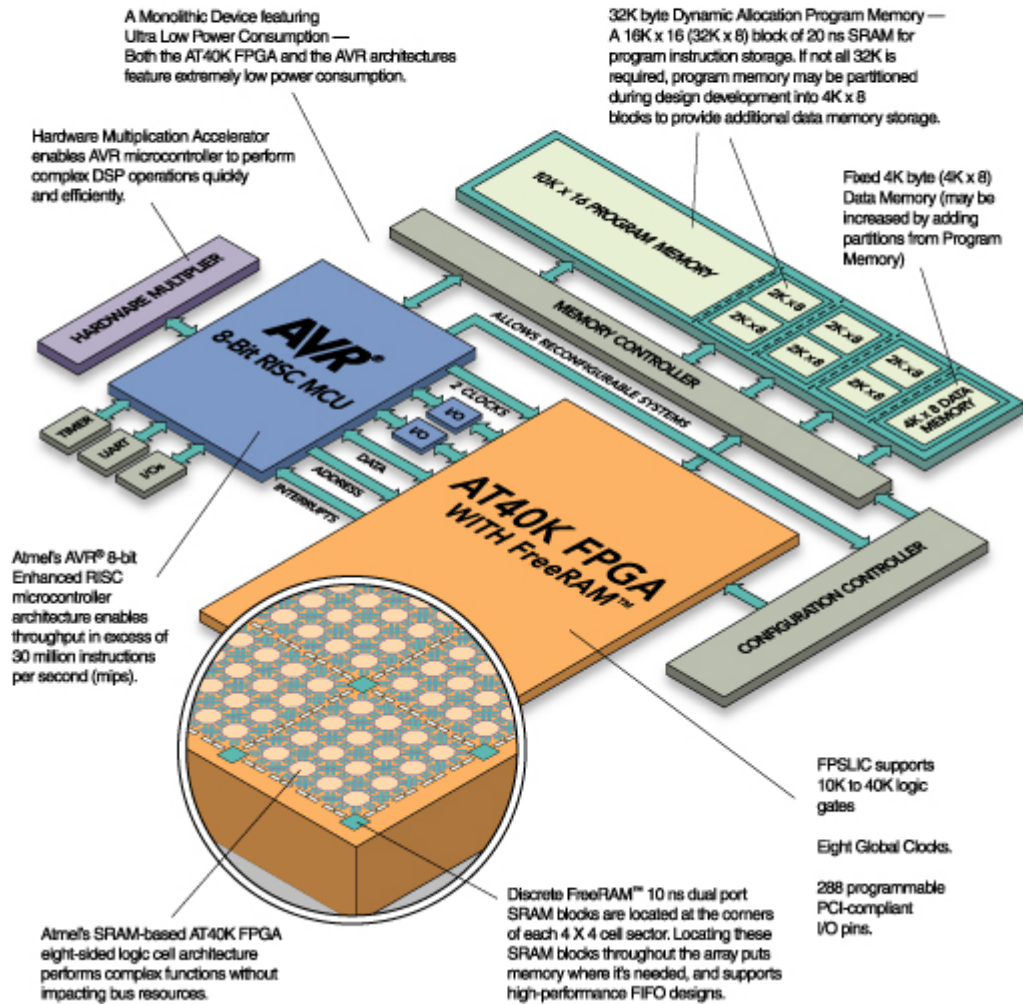 A Monolithic Device featuring
Ultra Low Power Consumption —
Both the AT40K FPGA and the AVR architectures
feature extremely low power consumption.
32K byte Dynamic Allocation Program Memory —
A 16K x 16 (32K x 8) block of 20 ns SRAM for
program instruction storage. If not all 32K is
required, program memory may be partitioned
during design development into 4K x 8
blocks to provide additional data memory storage.
Hardware Multiplication Accelerator
enables AVR microcontroller to perform
complex DSP operations quickly
and efficiently.
Fixed 4K byte (4K x 8)
Data Memory (may be
increased by adding
partitions from Program
Memory)
HARDWARE MULTIPLIER
AVR®
8-Bit RISC MCU
10K x 16 PROGRAM MEMORY
2K x8
2K x8
2K x8
2K x8
2K x8
2K x8
4K x 8 DATA
MEMORY
MEMORY CONTROLLER
ALLOWS RECONFIGURABLE SYSTEMS
2 CLOCKS
I/O
I/O
DATA
ADDRESS
INTERRUPTS
TIMER
UART
I/Os
AT40K FPGA
WITH FreeRAM™
CONFIGURATION CONTROLLER
Atmel's AVR® 8-bit
Enhanced RISC
microcontroller
architecture enables
throughput in excess of
30 million instructions
per second (mips).
FPSLIC supports
10K to 40K logic
gates
Eight Global Clocks.
288 programmable
PCI-compliant
I/O pins.
Atmel's SRAM-based AT40K FPGA
eight-sided logic cell architecture
performs complex functions without
impacting bus resources.
Discrete FreeRAM™ 10 ns dual port
SRAM blocks are located at the corners
of each 4 X 4 cell sector. Locating these
SRAM blocks throughout the array puts
memory where it's needed, and supports
high-performance FIFO designs.